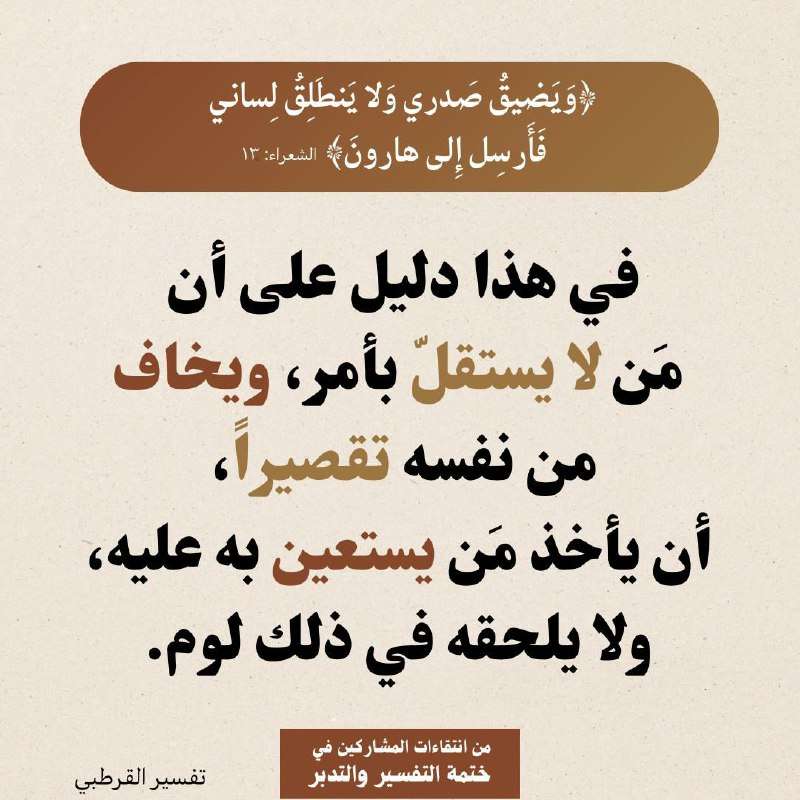 ﴿وَيَضيقُ صَدري وَلا يَنطَلِقُ لِساني
فَأَرسِل إِلى هارونَ﴾ الشعراء: ١٣
في هذا دليل على أن
مَن لا يستقلّ بأمر، ويخاف
من نفسه تقصيراً،
أن يأخذ مَن يستعين به عليه،
ولا يلحقه في ذلك لوم.
من انتقاءات المشاركين في
ختمة التفسير والتدبر
تفسير القرطبي